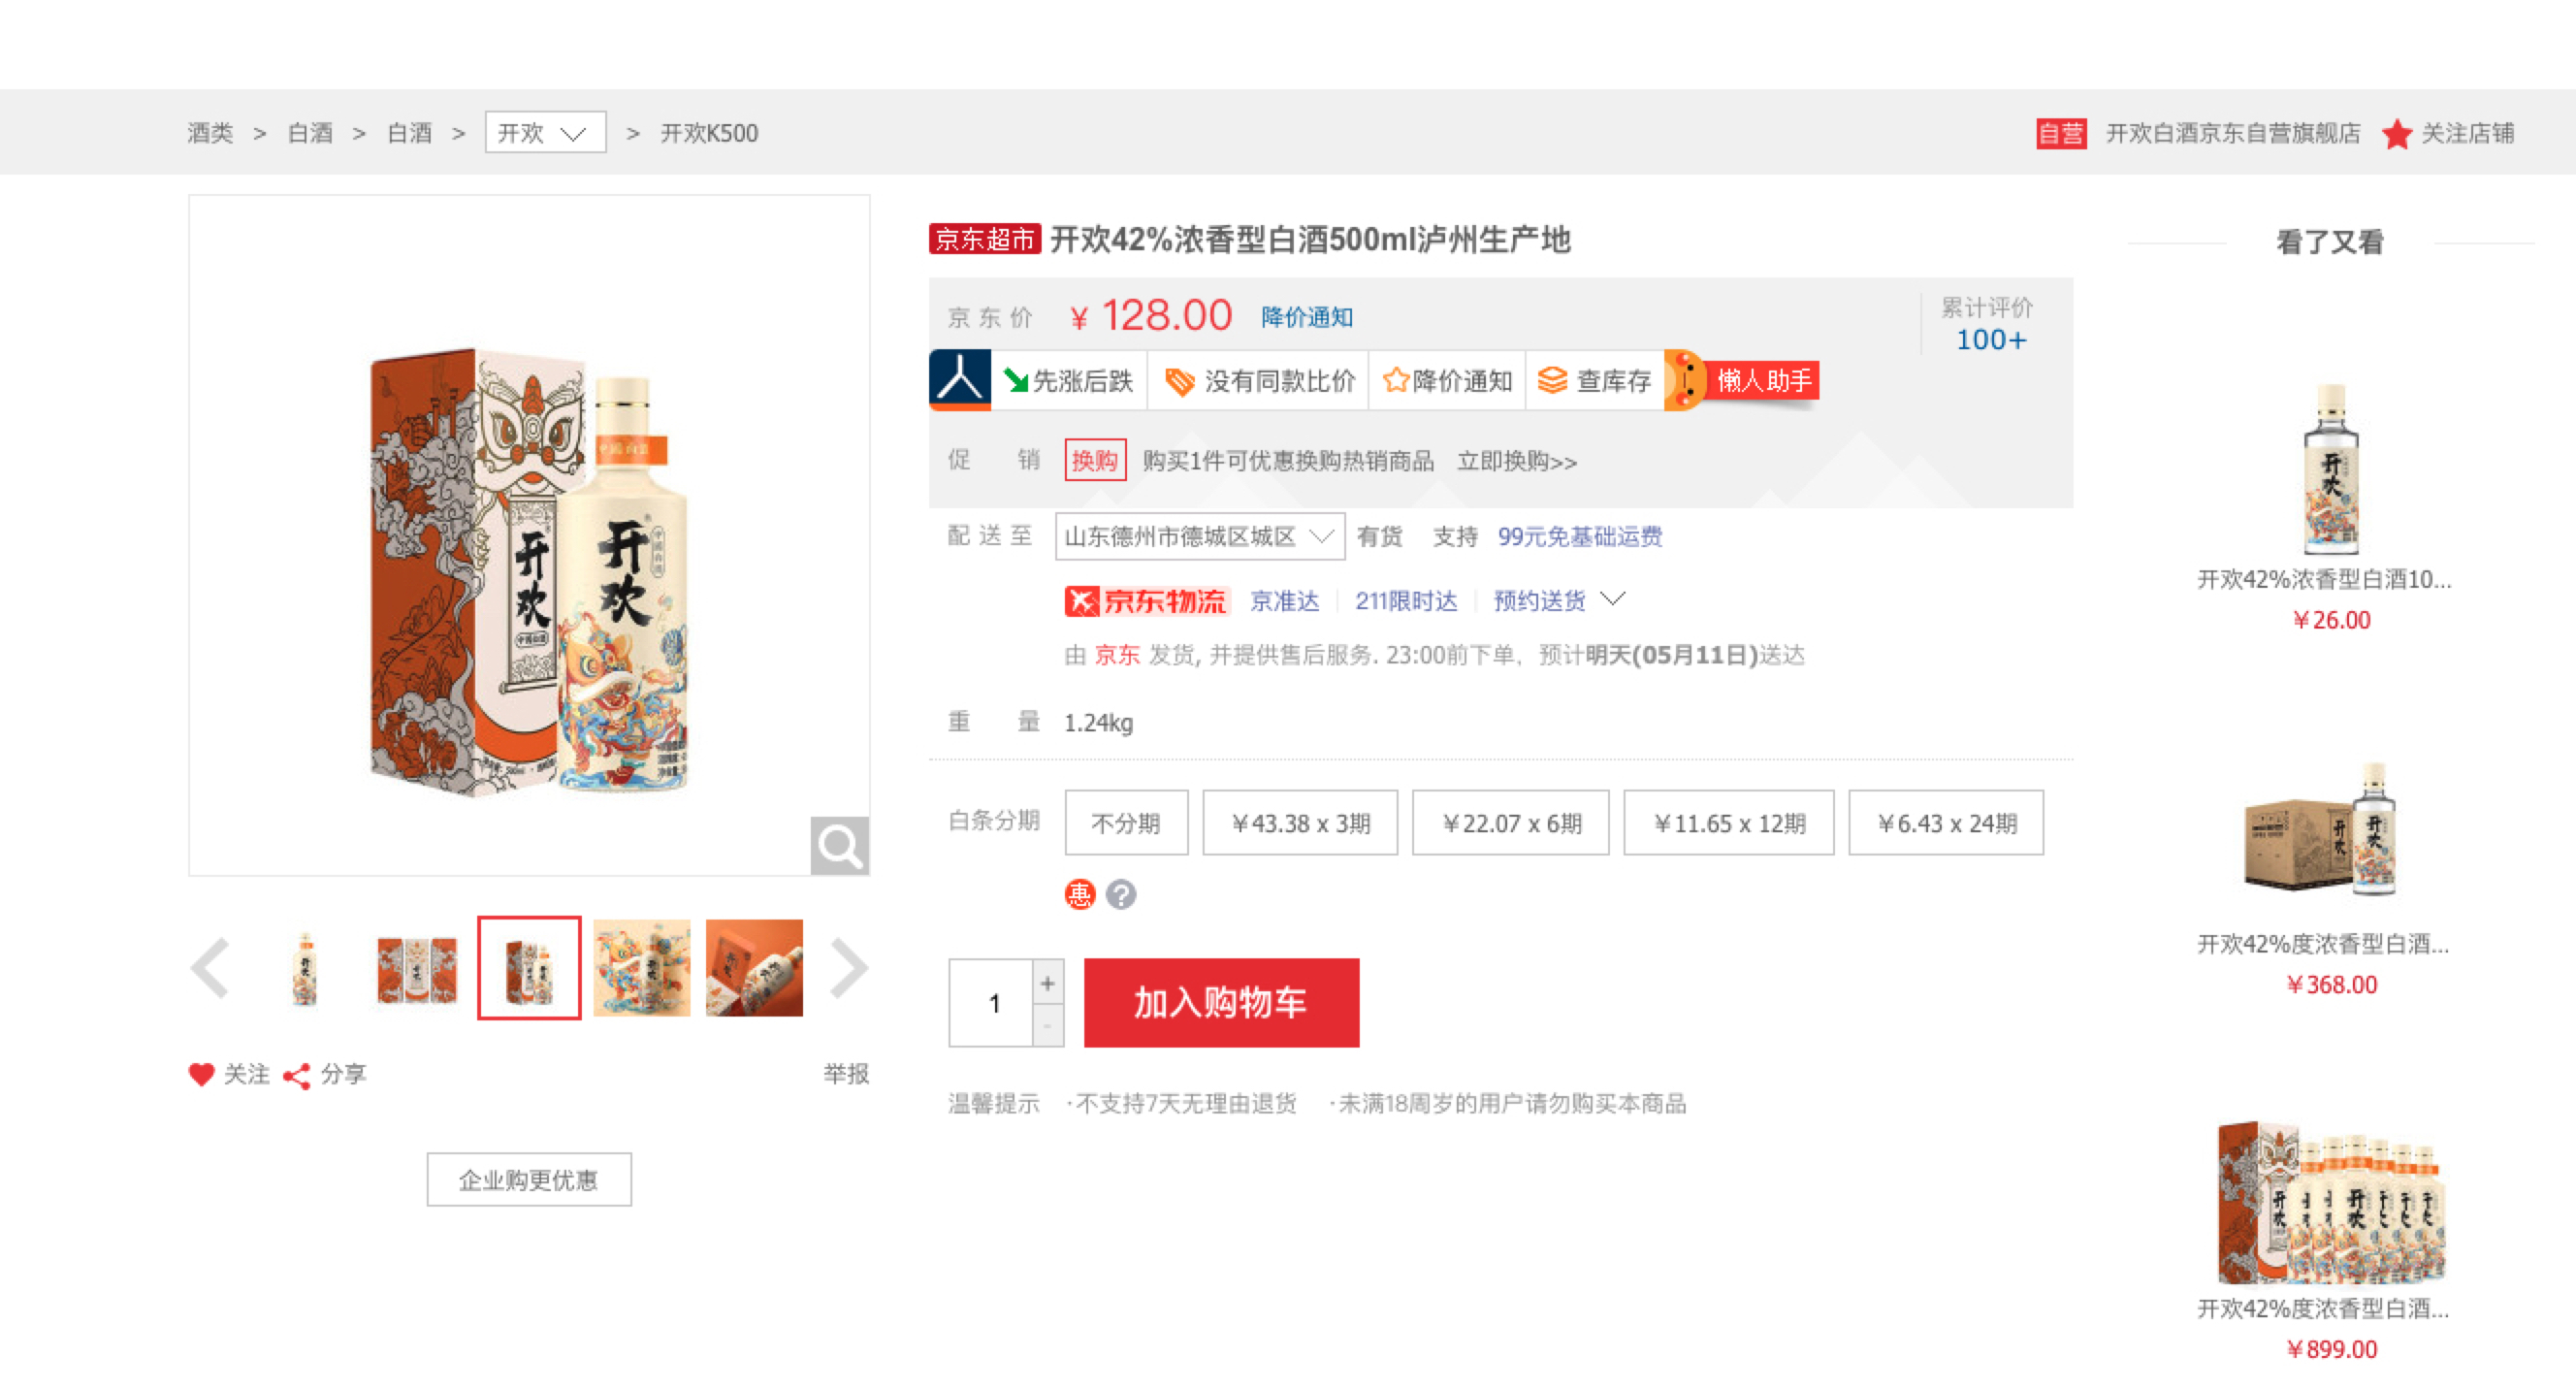 酒类 > 白酒 > 白酒 > 开欢 > 开欢K500
自营 开欢白酒京东自营旗舰店 关注店铺
京东超市 开欢42%浓香型白酒500ml泸州生产地
京东价 ￥128.00 降价通知
累计评价
100+
先涨后跌 没有同款比价 降价通知 查库存 懒人助手
促销 换购 购买1件可优惠换购热销商品 立即换购>>
配送至 山东德州市德城区城区 有货 支持 99元免基础运费
京东物流 京准达 211限时达 预约送货
由 京东 发货, 并提供售后服务. 23:00前下单，预计明天(05月11日)送达
重量 1.24kg
白条分期 不分期 ￥43.38 x 3期 ￥22.07 x 6期 ￥11.65 x 12期 ￥6.43 x 24期
惠 ?
1 + - 加入购物车
温馨提示 ·不支持7天无理由退货 ·未满18周岁的用户请勿购买本商品
开欢
中国白酒
开欢
关注 分享 举报
企业购更优惠
看了又看
开欢
开欢42%浓香型白酒10...
￥26.00
开欢
开欢
开欢42%度浓香型白酒...
￥368.00
开欢
开欢
开欢42%度浓香型白酒...
￥899.00